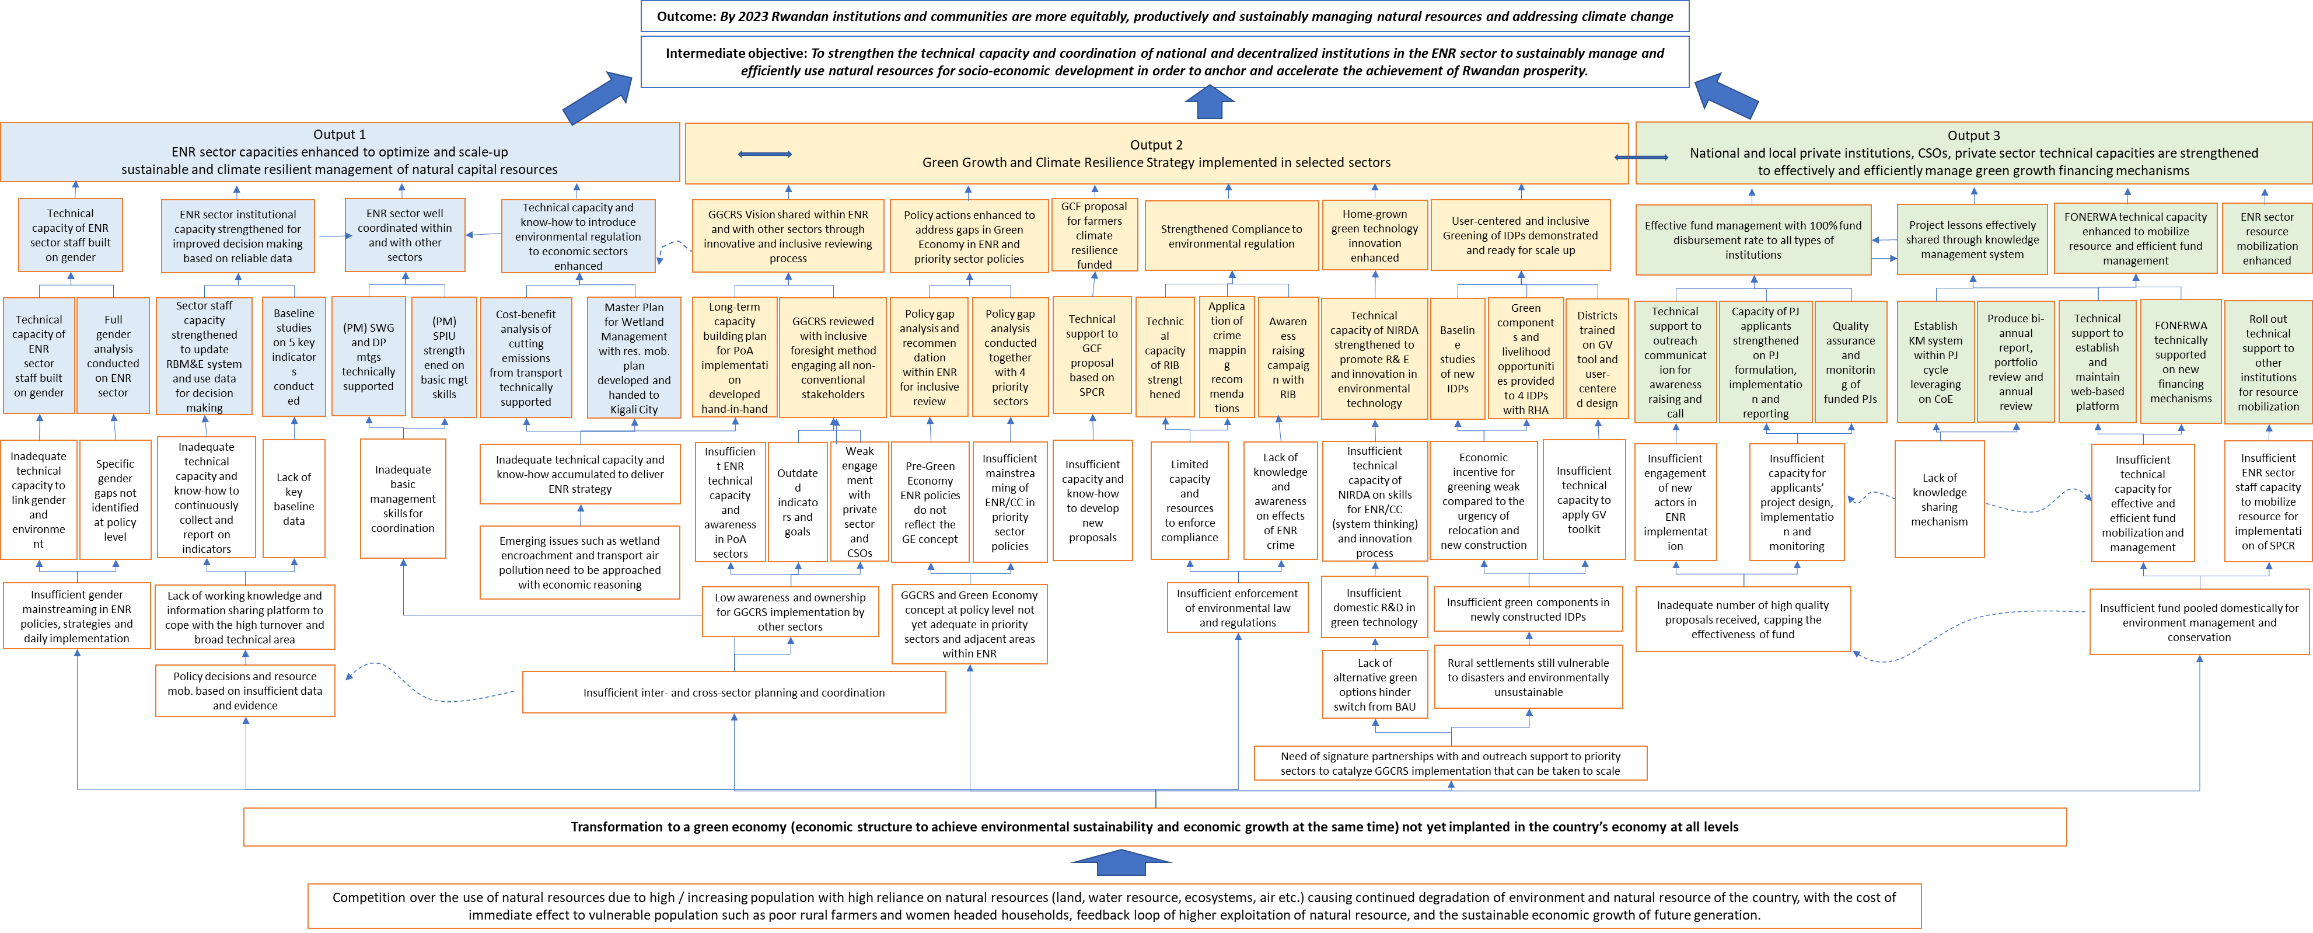 Outcome: By 2023 Rwandan institutions and communities are more equitably, productively and sustainably managing natural resources and addressing climate change
Intermediate objective: To strengthen the technical capacity and coordination of national and decentralized institutions in the ENR sector to sustainably manage and
efficiently use natural resources for socio-economic development in order to anchor and accelerate the achievement of Rwandan prosperity.
Output 1
ENR sector capacities enhanced to optimize and scale-up
sustainable and climate resilient management of natural capital resources
Output 2
Green Growth and Climate Resilience Strategy implemented in selected sectors
Output 3
National and local private institutions, CSOs, private sector technical capacities are strengthened
to effectively and efficiently manage green growth financing mechanisms
Technical
capacity of ENR
sector staff built
on gender
ENR sector institutional
capacity strengthened for
improved decision making
based on reliable data
ENR sector well
coordinated within
and with other
sectors
Technical capacity and
know-how to introduce
environmental regulation
to economic sectors
enhanced
GGCRS Vision shared within ENR
and with other sectors through
innovative and inclusive reviewing
process
Policy actions enhanced to
address gaps in Green
Economy in ENR and
priority sector policies
GCF proposal
for farmers
climate
resilience
funded
Strengthened Compliance to
environmental regulation
Home-grown
green technology
innovation
enhanced
User-centered and inclusive
Greening of IDPs demonstrated
and ready for scale up
Effective fund management with 100% fund
disbursement rate to all types of
institutions
Project lessons effectively
shared through knowledge
management system
FONERWA technical capacity
enhanced to mobilize
resource and efficient fund
management
ENR sector
resource
mobilization
enhanced
Technical
capacity of
ENR
sector
staff built
on gender
Full
gender
analysis
conducted
on ENR
sector
Sector staff
capacity
strengthened
to update
RBM&E system
and use data
for decision
making
Baseline
studies
on 5 key
indicator
s
conduct
ed
(PM) SWG
and DP
mtgs
technically
supported
(PM)
SPIU
strength
ened on
basic mgt
skills
Cost-benefit
analysis of
cutting
emissions
from transport
technically
supported
Master Plan
for Wetland
Management
with res. mob.
plan
developed and
handed to
Kigali City
Long-term
capacity
building plan
for PoA
implementati
on
developed
hand-in-hand
GGCRS reviewed
with inclusive
foresight method
engaging all non-
conventional
stakeholders
Policy gap
analysis and
recommen
dation
within ENR
for inclusive
review
Policy gap
analysis
conducted
together
with 4
priority
sectors
Technical
support to
GCF
proposal
based on
SPCR
Technic
al
capacity
of RIB
strengt
hened
Applica
tion of
crime
mappin
g
recom
menda
tions
Awaren
ess
raising
campaig
n with
RIB
Technical
capacity of NIRDA
strengthened to
promote R& E
and innovation in
environmental
technology
Baselin
e
studies
of new
IDPs
Green
component
s and
livelihood
opportuniti
es provided
to 4 IDPs
with RHA
Districts
trained
on GV
tool and
user-
centere
d design
Technical
support to
outreach
communicat
ion for
awareness
raising and
call
Capacity of PJ
applicants
strengthened
on PJ
formulation,
implementatio
n and
reporting
Quality
assurance
and
monitorin
g of
funded PJs
Establish
KM system
within PJ
cycle
leveraging
on CoE
Produce bi-
annual
report,
portfolio
review and
annual
review
Technical
support to
establish
and
maintain
web-based
platform
FONERWA
technically
supported
on new
financing
mechanisms
Roll out
technical
support to
other
institutions
for resource
mobilization
Inadequate
technical
capacity to
link gender
and
environme
nt
Specific
gender
gaps not
identified
at policy
level
Inadequate
technical
capacity and
know-how to
continuously
collect and
report on
indicators
Lack of
key
baseline
data
Inadequate
basic
management
skills for
coordination
Inadequate technical capacity and
know-how accumulated to deliver
ENR strategy
Emerging issues such as wetland
encroachment and transport air
pollution need to be approached
with economic reasoning
Insufficien
t ENR
technical
capacity
and
awareness
in PoA
sectors
Outdate
d
indicato
rs and
goals
Weak
engage
ment
with
private
sector
and
CSOs
Pre-Green
Economy
ENR policies
do not
reflect the
GE concept
Insufficient
mainstrea
ming of
ENR/CC in
priority
sector
policies
Insufficient
capacity and
know-how
to develop
new
proposals
Limited
capacity
and
resources
to enforce
compliance
Lack of
knowledge
and
awareness
on effects
of ENR
crime
Insufficient
technical
capacity of
NIRDA on skills
for ENR/CC
(system thinking)
and innovation
process
Economic
incentive for
greening weak
compared to the
urgency of
relocation and
new construction
Insufficient
technical
capacity to
apply GV
toolkit
Insufficient
engagement
of new
actors in
ENR
implementat
ion
Insufficient
capacity for
applicants'
project design,
implementatio
n and
monitoring
Lack of
knowledge
sharing
mechanism
Insufficient
technical
capacity for
effective and
efficient fund
mobilization and
management
Insufficient
ENR sector
staff capacity
to mobilize
resource for
implementati
on of SPCR
Insufficient gender
mainstreaming in ENR
policies, strategies and
daily implementation
Lack of working knowledge and
information sharing platform to
cope with the high turnover and
broad technical area
Policy decisions and resource
mob. based on insufficient data
and evidence
Low awareness and ownership
for GGCRS implementation by
other sectors
Insufficient inter- and cross-sector planning and coordination
GGCRS and Green Economy
concept at policy level not
yet adequate in priority
sectors and adjacent areas
within ENR
Insufficient enforcement
of environmental law
and regulations
Insufficient
domestic R&D in
green technology
Lack of
alternative green
options hinder
switch from BAU
Insufficient green components in
newly constructed IDPs
Rural settlements still vulnerable
to disasters and environmentally
unsustainable
Need of signature partnerships with and outreach support to priority
sectors to catalyze GGCRS implementation that can be taken to scale
Inadequate number of high quality
proposals received, capping the
effectiveness of fund
Insufficient fund pooled domestically for
environment management and
conservation
Transformation to a green economy (economic structure to achieve environmental sustainability and economic growth at the same time) not yet implanted in the country's economy at all levels
Competition over the use of natural resources due to high / increasing population with high reliance on natural resources (land, water resource, ecosystems, air etc.) causing continued degradation of environment and natural resource of the country, with the cost of
immediate effect to vulnerable population such as poor rural farmers and women headed households, feedback loop of higher exploitation of natural resource, and the sustainable economic growth of future generation.